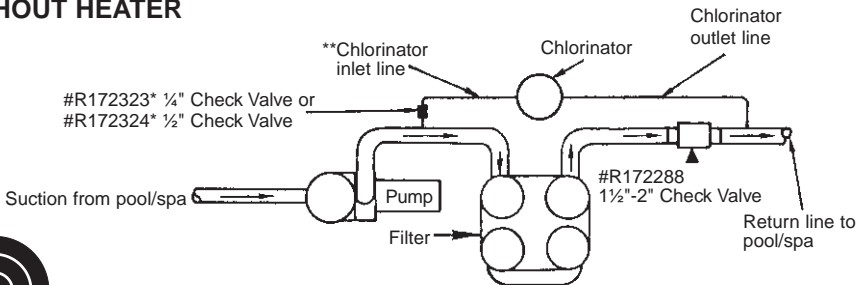 HOUT HEATER
Chlorinator
outlet line
**Chlorinator
inlet line
Chlorinator
#R172323* ¼" Check Valve or
#R172324* ½" Check Valve
#R172288
1½"-2" Check Valve
Suction from pool/spa
Pump
Filter
Return line to
pool/spa